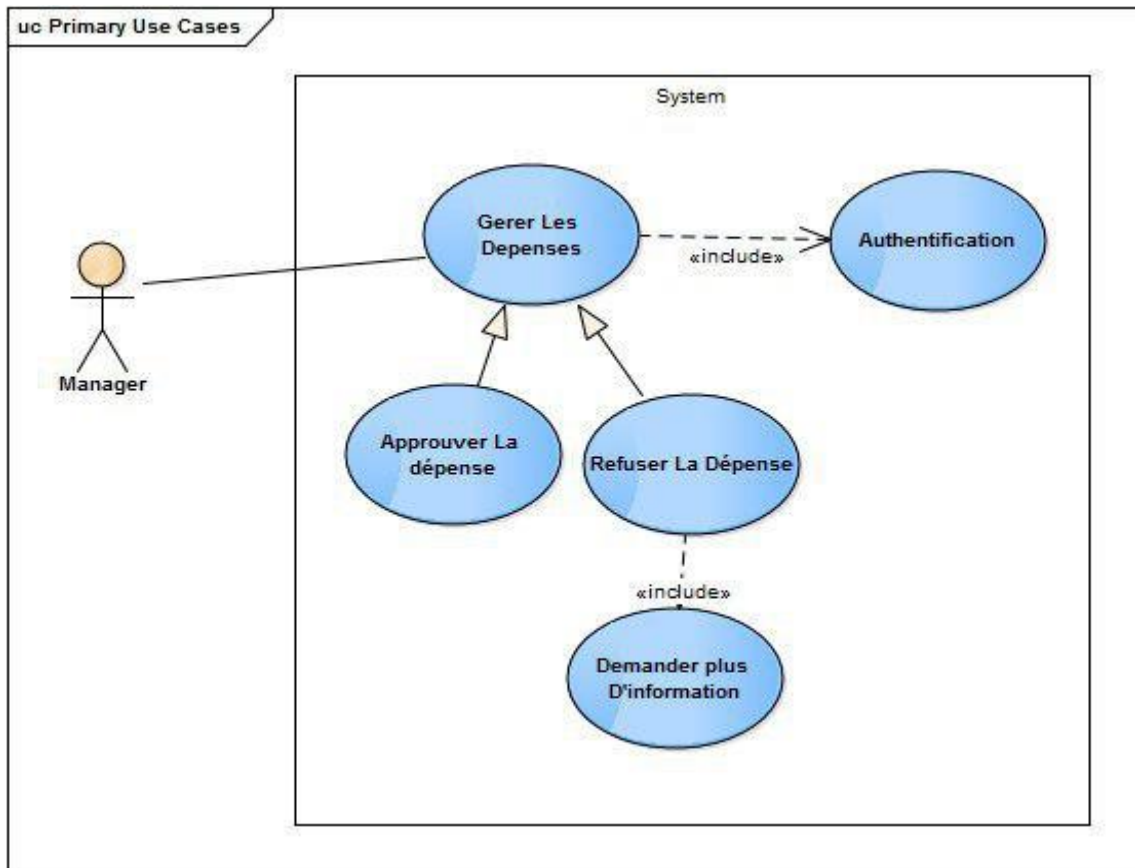 uc Primary Use Cases
System
Gerer Les
Depenses
«include»
Authentification
Manager
Approuver La
dépense
Refuser La Dépense
«include»
Demander plus
D'information